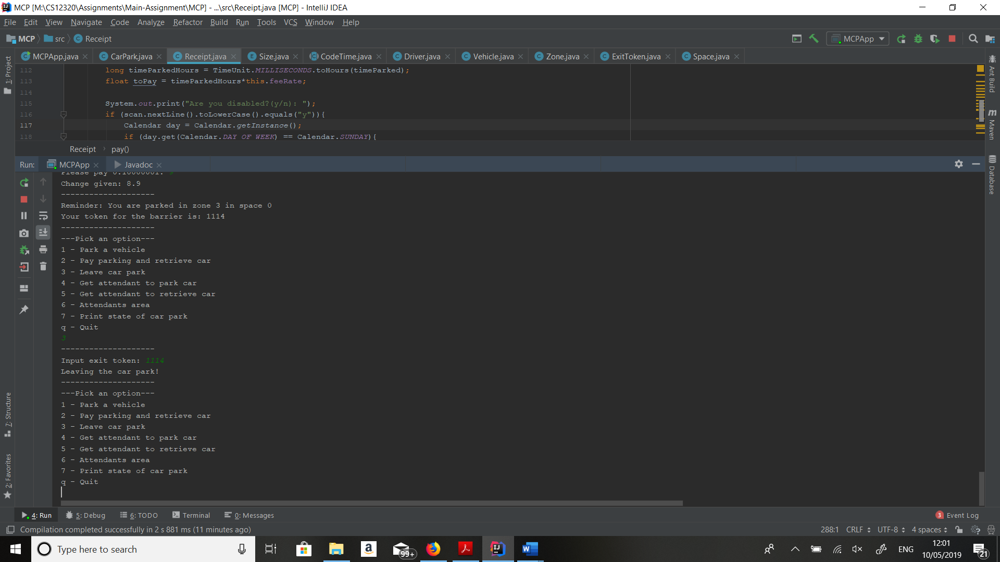 MCP [M:\CS12320\Assignments\Main-Assignment\MCP] - ...\src\Receipt.java [MCP] - IntelliJ IDEA
File Edit View Navigate Code Analyze Refactor Build Run Tools VCS Window Help
MCP src Receipt MCPApp
MCPApp.java CarPark.java Receipt.java Size.java CodeTime.java Driver.java Vehicle.java Zone.java ExitToken.java Space.java
1: Project
Ant Build
Maven
Database
112 long timeParkedHours = TimeUnit.MILLISECONDS.toHours(timeParked);
113 float toPay = timeParkedHours*this.feeRate;
114
115 System.out.print("Are you disabled?(y/n): ");
116 if (scan.nextLine().toLowerCase().equals("y")){
117 Calendar day = Calendar.getInstance();
118 if (day.get(Calendar.DAY_OF_WEEK) == Calendar.SUNDAY){
Receipt pay()
Run: MCPApp Javadoc
Please pay 0.10000001: 9
Change given: 8.9
--------------------
Reminder: You are parked in zone 3 in space 0
Your token for the barrier is: 1114
--------------------
---Pick an option---
1 - Park a vehicle
2 - Pay parking and retrieve car
3 - Leave car park
4 - Get attendant to park car
5 - Get attendant to retrieve car
6 - Attendants area
7 - Print state of car park
q - Quit
3
--------------------
Input exit token: 1114
Leaving the car park!
--------------------
---Pick an option---
1 - Park a vehicle
2 - Pay parking and retrieve car
3 - Leave car park
4 - Get attendant to park car
5 - Get attendant to retrieve car
6 - Attendants area
7 - Print state of car park
q - Quit
7: Structure
2: Favorites
4: Run 5: Debug 6: TODO Terminal 0: Messages 3 Event Log
Compilation completed successfully in 2 s 881 ms (11 minutes ago) 288:1 CRLF UTF-8 4 spaces
Type here to search 99+ ENG 12:01
10/05/2019 21